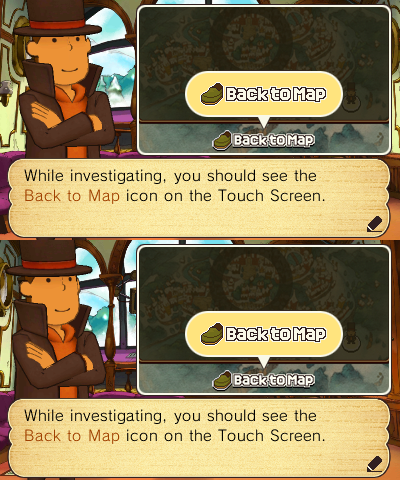 Back to Map
Back to Map
While investigating, you should see the
Back to Map icon on the Touch Screen.
Back to Map
Back to Map
While investigating, you should see the
Back to Map icon on the Touch Screen.